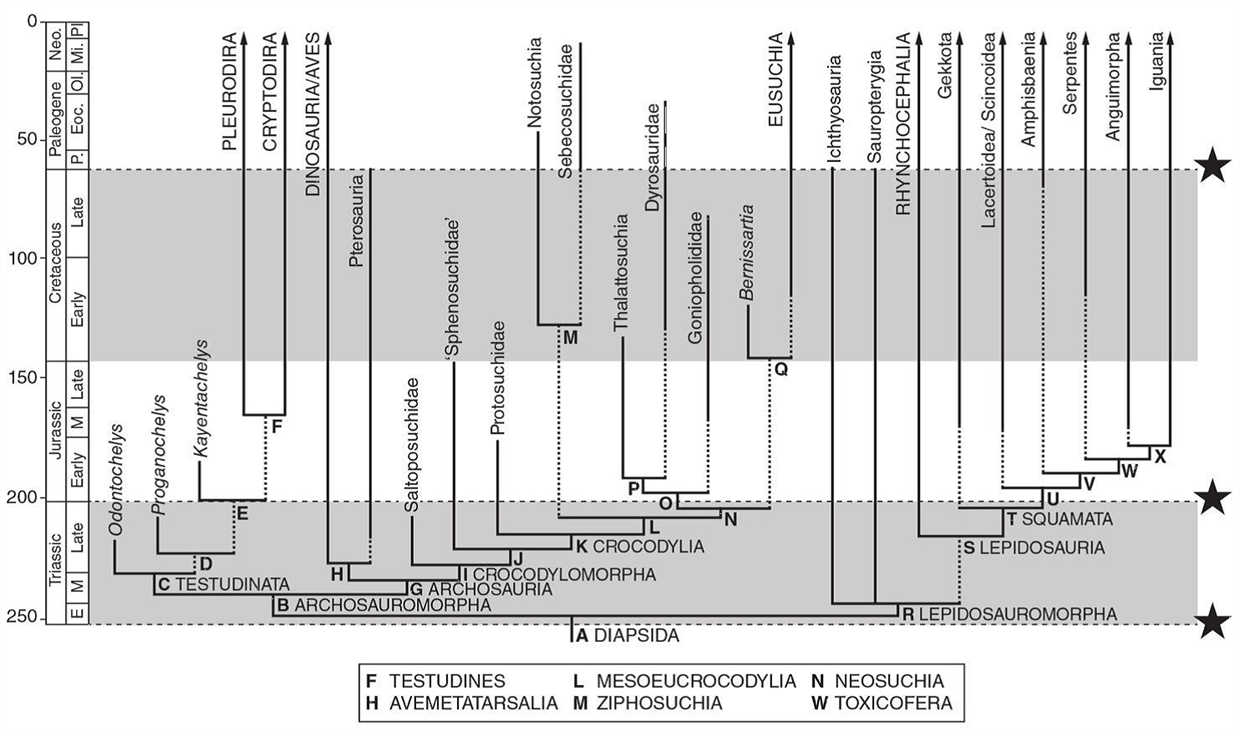 0
50
100
150
200
250
Neo.
Paleogene
Cretaceous
Jurassic
Triassic
Pl
Mi.
Ol.
Eoc.
P.
Late
Early
Late
M
Early
Late
M
E
Odontochelys
Proganochelys
Kayentachelys
PLEURODIRA
CRYPTODIRA
DINOSAURIA/AVES
Pterosauria
Saltoposuchidae
'Sphenosuchidae'
Protosuchidae
Notosuchia
Sebecosuchidae
Thalattosuchia
Dyrosauridae
Goniopholididae
Bernissartia
EUSUCHIA
Ichthyosauria
Sauropterygia
RHYNCHOCEPHALIA
Gekkota
Lacertoidea/ Scincoidea
Amphisbaenia
Serpentes
Anguimorpha
Iguania
M
Q
F
X
W
V
P
U
O
E
N
T SQUAMATA
L
K CROCODYLIA
S LEPIDOSAURIA
J
D
H
I CROCODYLOMORPHA
C TESTUDINATA
G ARCHOSAURIA
B ARCHOSAUROMORPHA
R LEPIDOSAUROMORPHA
A DIAPSIDA
F TESTUDINES L MESOEUCROCODYLIA N NEOSUCHIA
H AVEMETATARSALIA M ZIPHOSUCHIA W TOXICOFERA